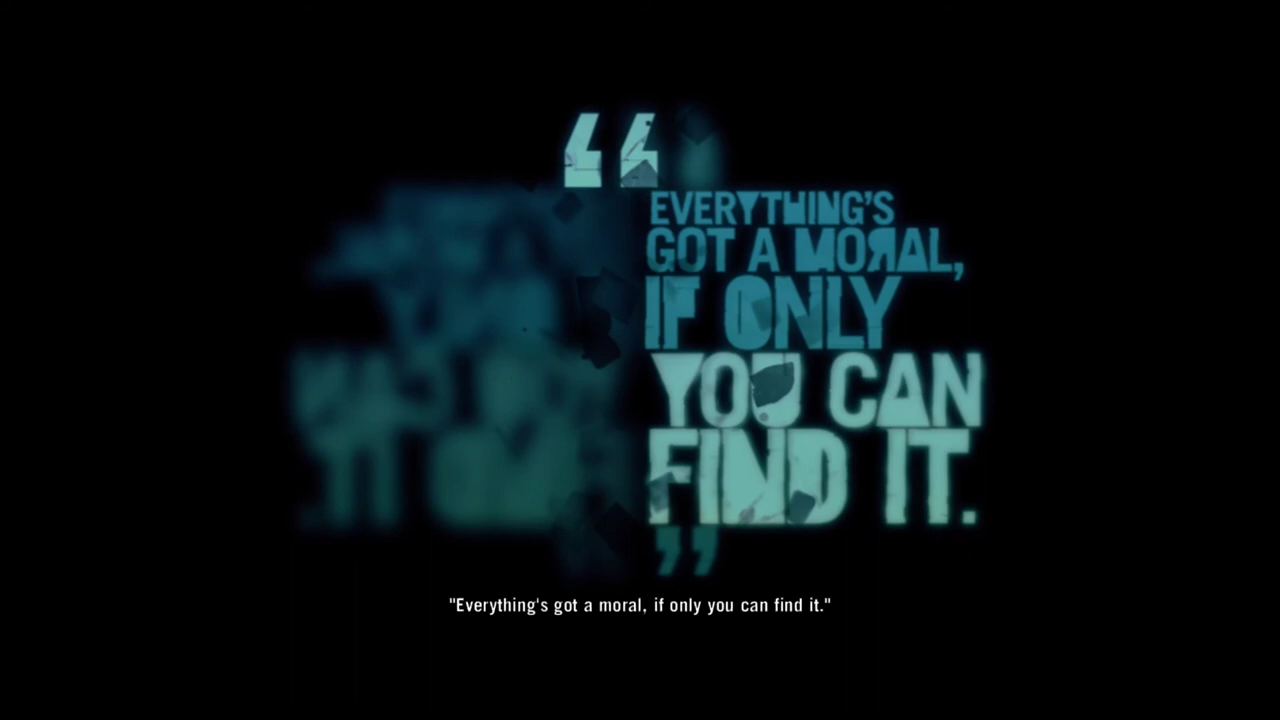 “
EVERYTHING’S
GOT A MORAL,
IF ONLY
YOU CAN
FIND IT.
”
"Everything's got a moral, if only you can find it."